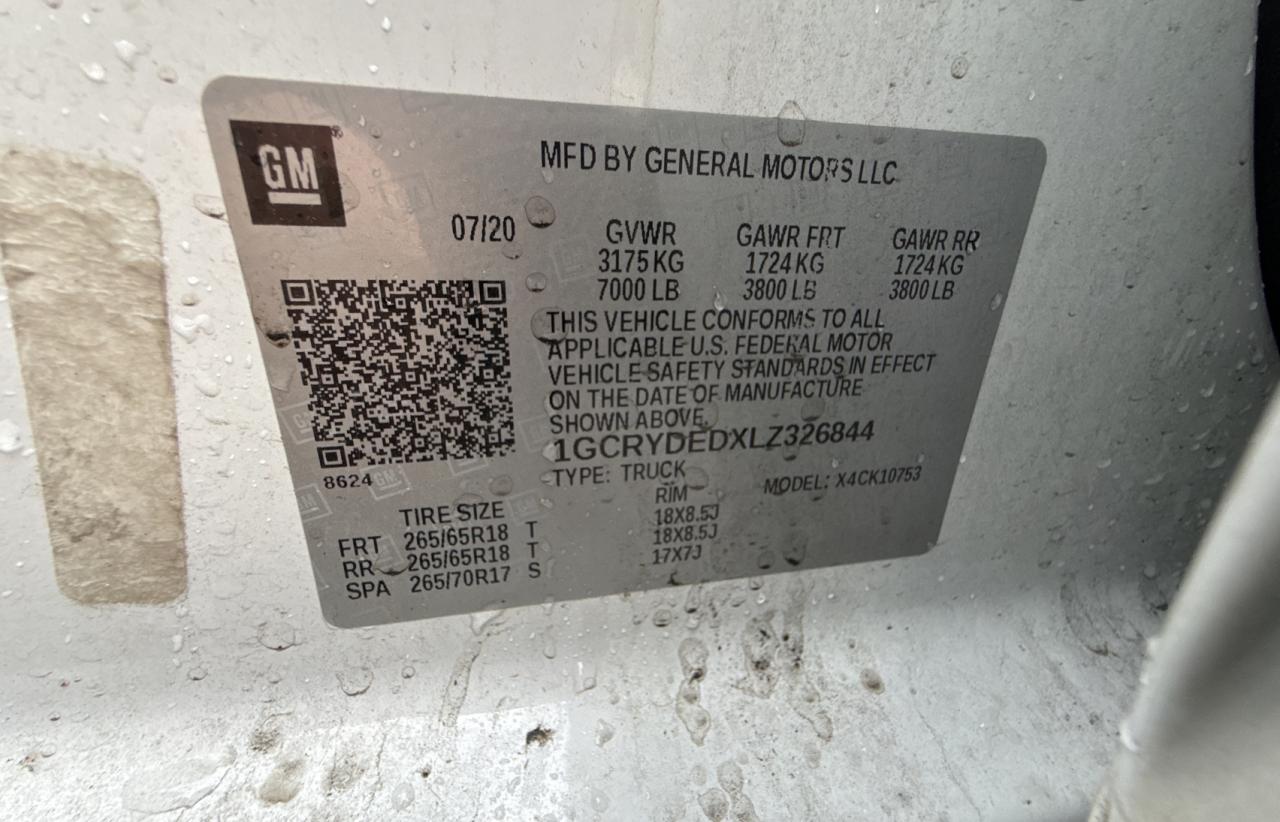 GM
MFD BY GENERAL MOTORS LLC
07/20
GVWR GAWR FRT GAWR RR
3175 KG 1724 KG 1724 KG
7000 LB 3800 LB 3800 LB
THIS VEHICLE CONFORMS TO ALL
APPLICABLE U.S. FEDERAL MOTOR
VEHICLE SAFETY STANDARDS IN EFFECT
ON THE DATE OF MANUFACTURE
SHOWN ABOVE.
1GCRYDEDXLZ326844
TYPE: TRUCK MODEL: X4CK10753
8624
TIRE SIZE RIM
FRT 265/65R18 T 18X8.5J
RR 265/65R18 T 18X8.5J
SPA 265/70R17 S 17X7J